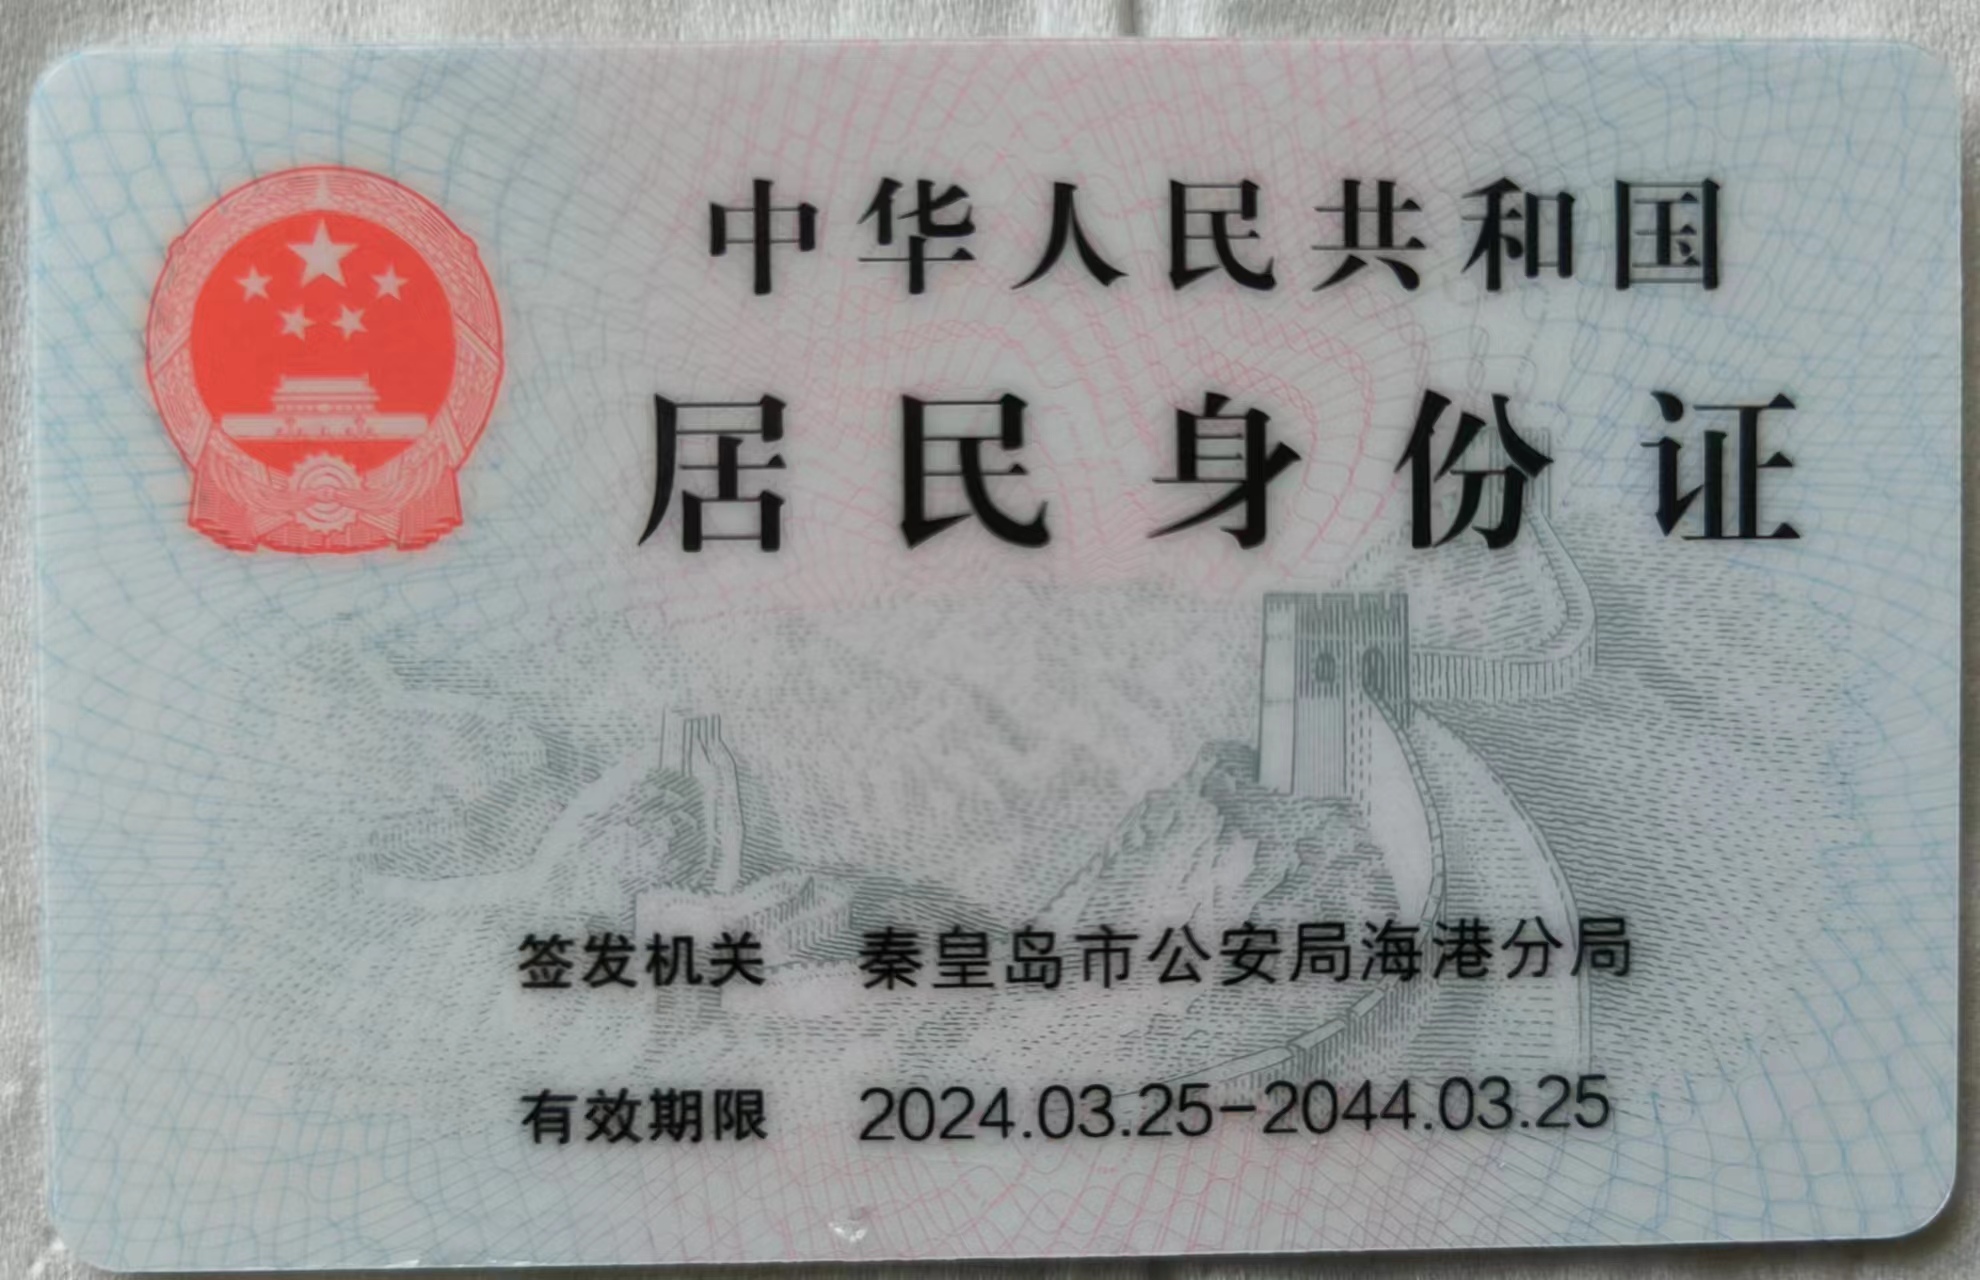 中华人民共和国
居民身份证
签发机关 秦皇岛市公安局海港分局
有效期限 2024.03.25-2044.03.25